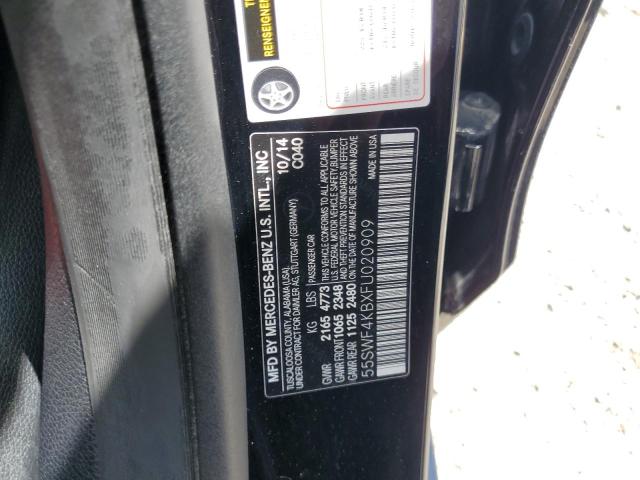 RENSEIGNE
MFD BY MERCEDES-BENZ U.S. INTL., INC
TUSCALOOSA COUNTY, ALABAMA (USA)
UNDER CONTRACT FOR DAIMLER AG, STUTTGART (GERMANY)
10/14
C040
KG LBS PASSENGER CAR
GVWR 2165 4773 THIS VEHICLE CONFORMS TO ALL APPLICABLE
GAWR FRONT 1065 2348 U.S. FEDERAL MOTOR VEHICLE SAFETY, BUMPER
GAWR REAR 1125 2480 AND THEFT PREVENTION STANDARDS IN EFFECT
ON THE DATE OF MANUFACTURE SHOWN ABOVE
55SWF4KBXFU020909 MADE IN USA